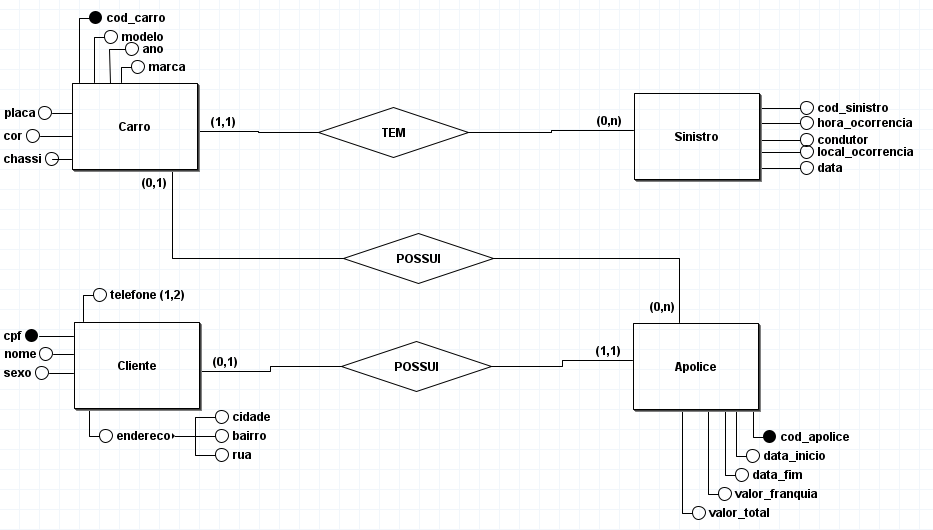 cod_carro
modelo
ano
marca
placa
cor
chassi
Carro
(1,1)
TEM
(0,n)
Sinistro
cod_sinistro
hora_ocorrencia
condutor
local_ocorrencia
data
(0,1)
POSSUI
(0,n)
telefone (1,2)
cpf
nome
sexo
Cliente
(0,1)
POSSUI
(1,1)
Apolice
endereco
cidade
bairro
rua
cod_apolice
data_inicio
data_fim
valor_franquia
valor_total